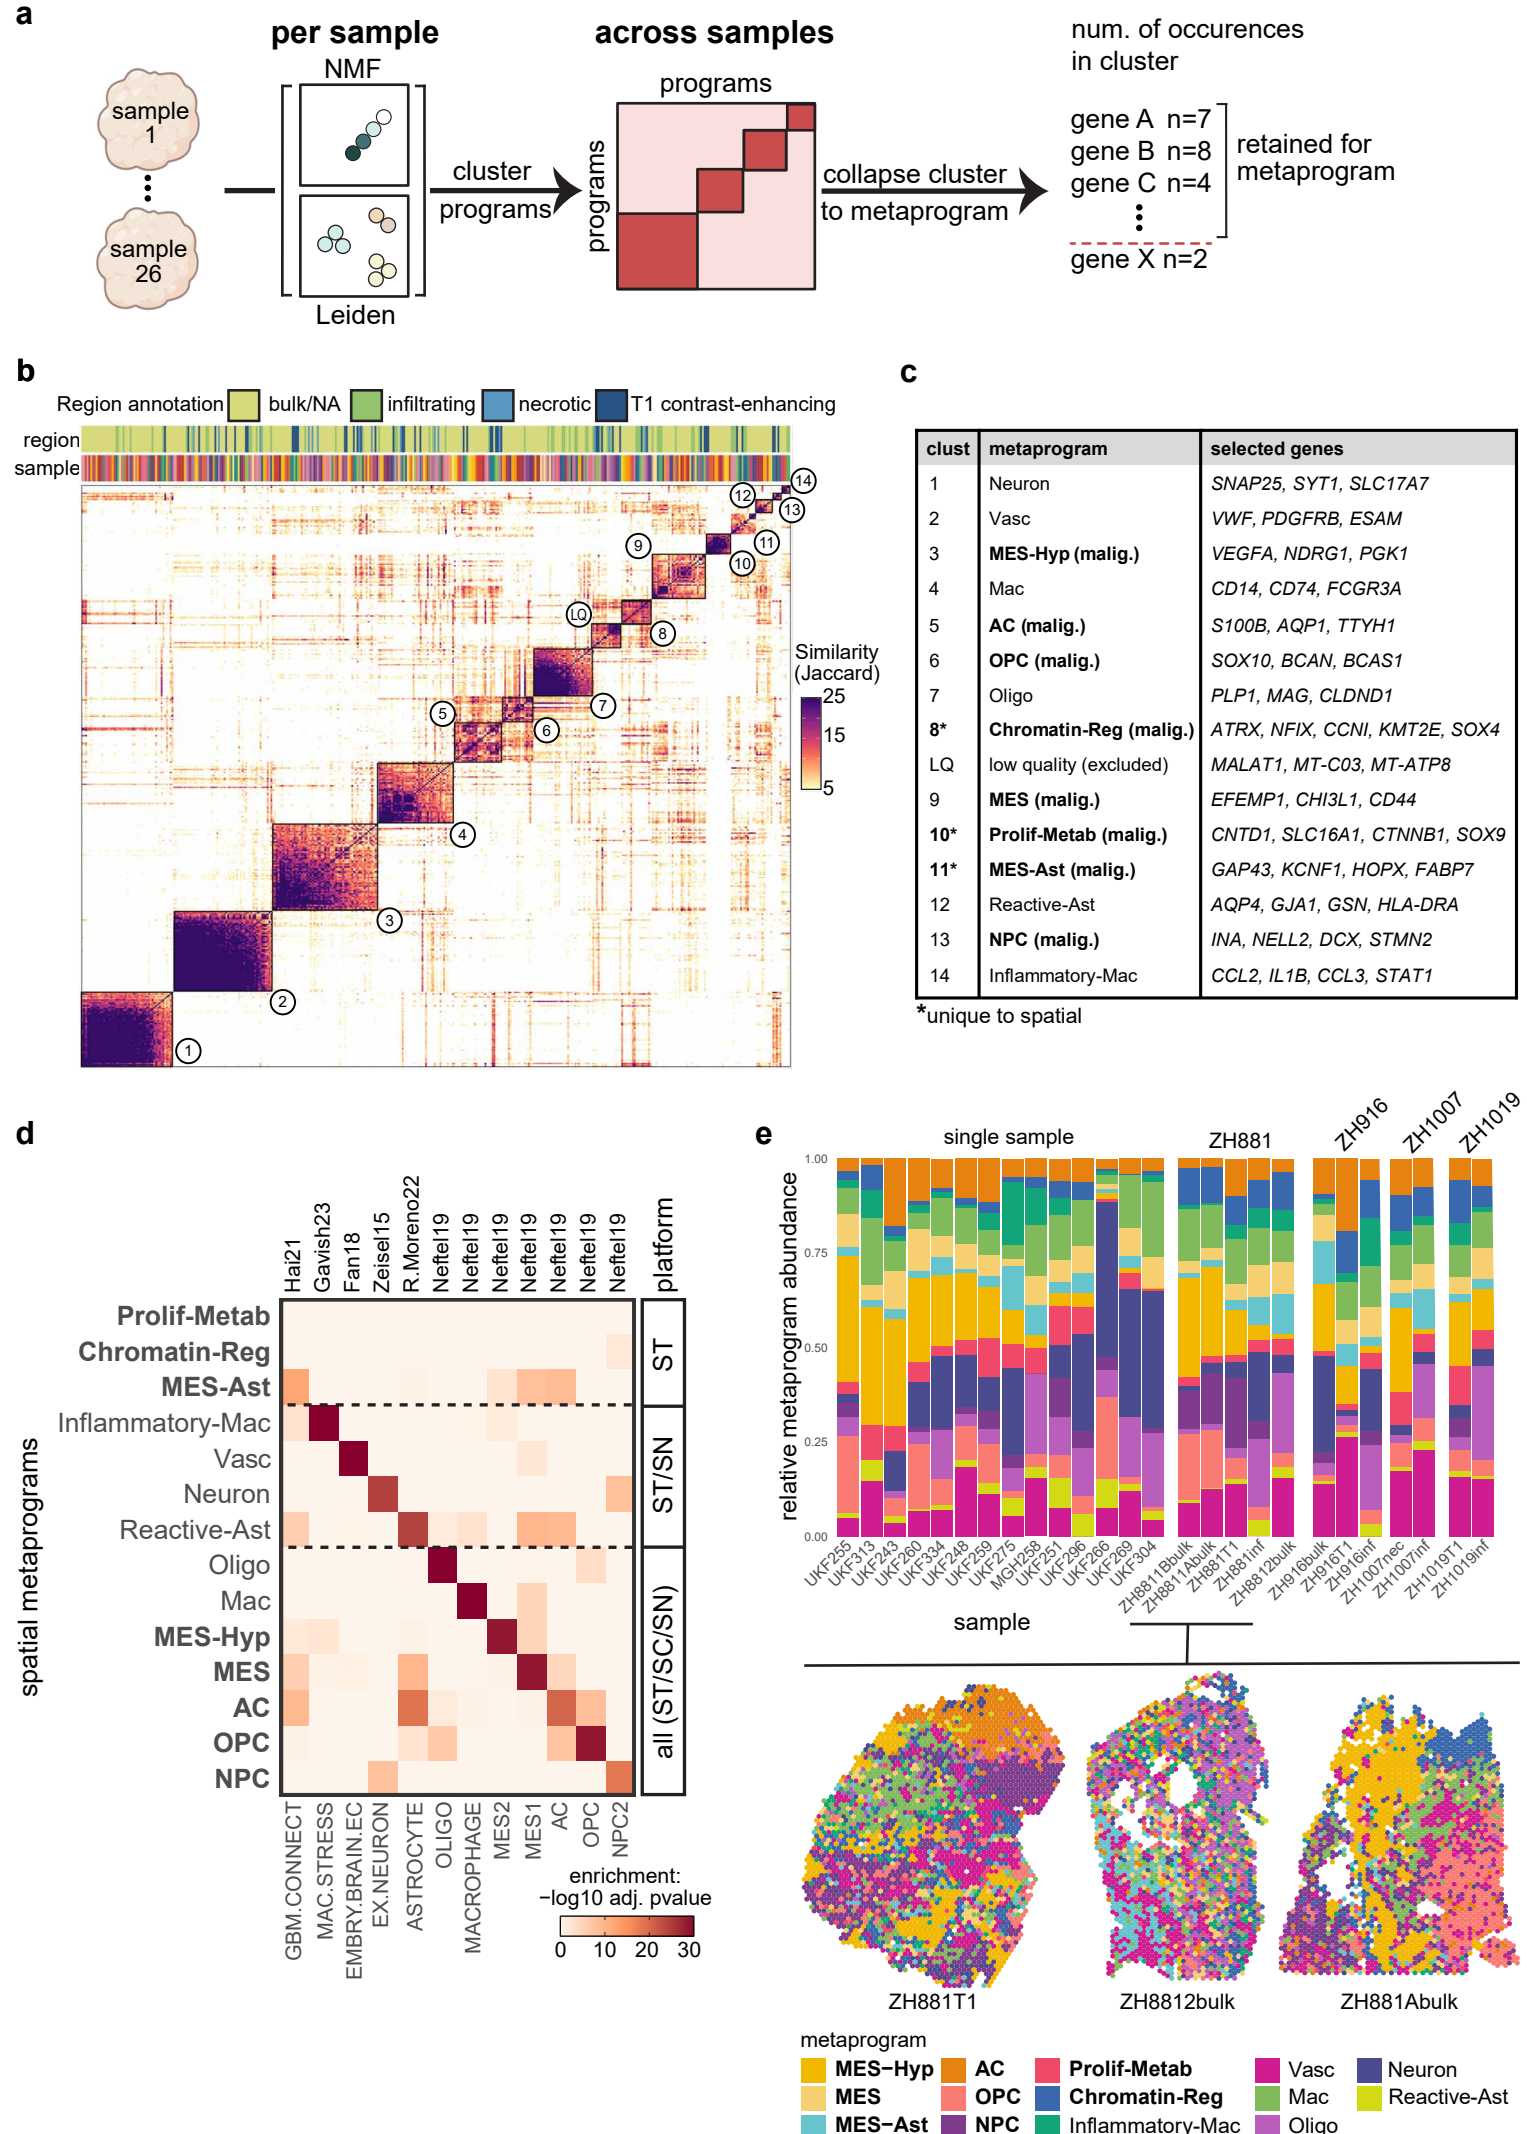 a
per sample
across samples
num. of occurences
in cluster
NMF
programs
sample
1
gene A n=7
gene B n=8
gene C n=4
retained for
metaprogram
cluster
programs
programs
collapse cluster
to metaprogram
sample
26
gene X n=2
Leiden
b
Region annotation bulk/NA infiltrating necrotic T1 contrast-enhancing
region
sample
14
12
13
9
11
10
LQ
8
Similarity
(Jaccard)
25
15
5
5
7
6
4
3
2
1
c
clust metaprogram selected genes
1 Neuron SNAP25, SYT1, SLC17A7
2 Vasc VWF, PDGFRB, ESAM
3 MES-Hyp (malig.) VEGFA, NDRG1, PGK1
4 Mac CD14, CD74, FCGR3A
5 AC (malig.) S100B, AQP1, TTYH1
6 OPC (malig.) SOX10, BCAN, BCAS1
7 Oligo PLP1, MAG, CLDND1
8* Chromatin-Reg (malig.) ATRX, NFIX, CCNI, KMT2E, SOX4
LQ low quality (excluded) MALAT1, MT-C03, MT-ATP8
9 MES (malig.) EFEMP1, CHI3L1, CD44
10* Prolif-Metab (malig.) CNTD1, SLC16A1, CTNNB1, SOX9
11* MES-Ast (malig.) GAP43, KCNF1, HOPX, FABP7
12 Reactive-Ast AQP4, GJA1, GSN, HLA-DRA
13 NPC (malig.) INA, NELL2, DCX, STMN2
14 Inflammatory-Mac CCL2, IL1B, CCL3, STAT1
*unique to spatial
d
Hai21
Gavish23
Fan18
Zeisel15
R.Moreno22
Neftel19
Neftel19
Neftel19
Neftel19
Neftel19
Neftel19
Neftel19
platform
spatial metaprograms
Prolif-Metab
Chromatin-Reg
MES-Ast
Inflammatory-Mac
Vasc
Neuron
Reactive-Ast
Oligo
Mac
MES-Hyp
MES
AC
OPC
NPC
ST
ST/SN
all (ST/SC/SN)
GBM.CONNECT
MAC.STRESS
EMBRY.BRAIN.EC
EX.NEURON
ASTROCYTE
OLIGO
MACROPHAGE
MES2
MES1
AC
OPC
NPC2
enrichment:
−log10 adj. pvalue
0 10 20 30
e
single sample
ZH881
ZH916
ZH1007
ZH1019
relative metaprogram abundance
1.00
0.75
0.50
0.25
0.00
UKF255
UKF313
UKF243
UKF260
UKF334
UKF248
UKF259
UKF275
MGH258
UKF251
UKF296
UKF266
UKF269
UKF304
ZH8811Bbulk
ZH8811Abulk
ZH881T1
ZH881inf
ZH8812bulk
ZH916bulk
ZH916T1
ZH916inf
ZH1007nec
ZH1007inf
ZH1019T1
ZH1019inf
sample
ZH881T1
ZH8812bulk
ZH881Abulk
metaprogram
MES−Hyp AC Prolif-Metab Vasc Neuron
MES OPC Chromatin-Reg Mac Reactive-Ast
MES−Ast NPC Inflammatory-Mac Oligo